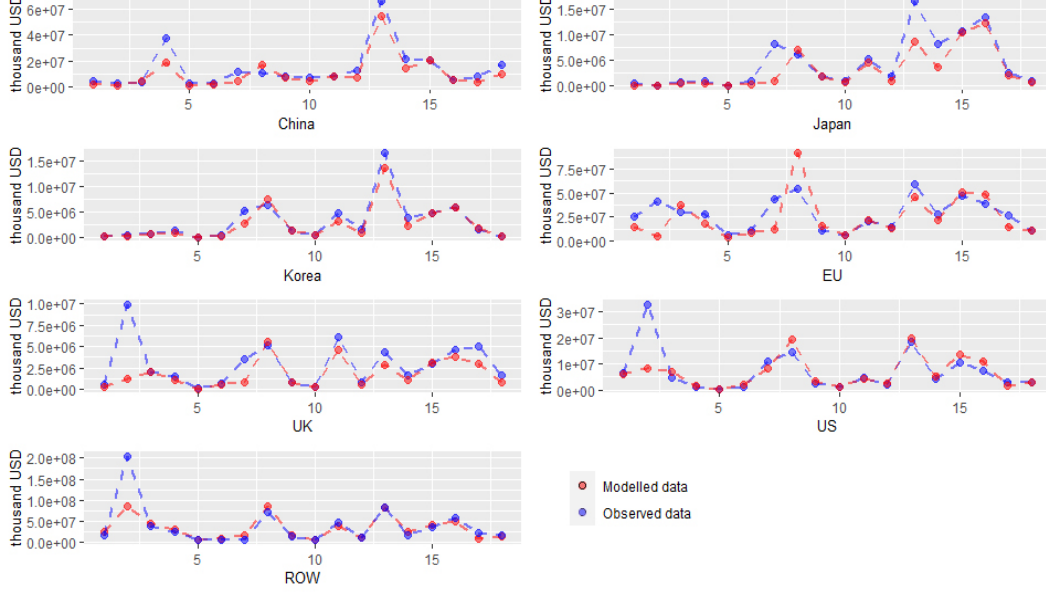 thousand USD
6e+07
4e+07
2e+07
0e+00
5
10
15
China
thousand USD
1.5e+07
1.0e+07
5.0e+06
0.0e+00
5
10
15
Japan
thousand USD
1.5e+07
1.0e+07
5.0e+06
0.0e+00
5
10
15
Korea
thousand USD
7.5e+07
5.0e+07
2.5e+07
0.0e+00
5
10
15
EU
thousand USD
1.0e+07
7.5e+06
5.0e+06
2.5e+06
0.0e+00
5
10
15
UK
thousand USD
3e+07
2e+07
1e+07
0e+00
5
10
15
US
thousand USD
2.0e+08
1.5e+08
1.0e+08
5.0e+07
0.0e+00
5
10
15
ROW
Modelled data
Observed data